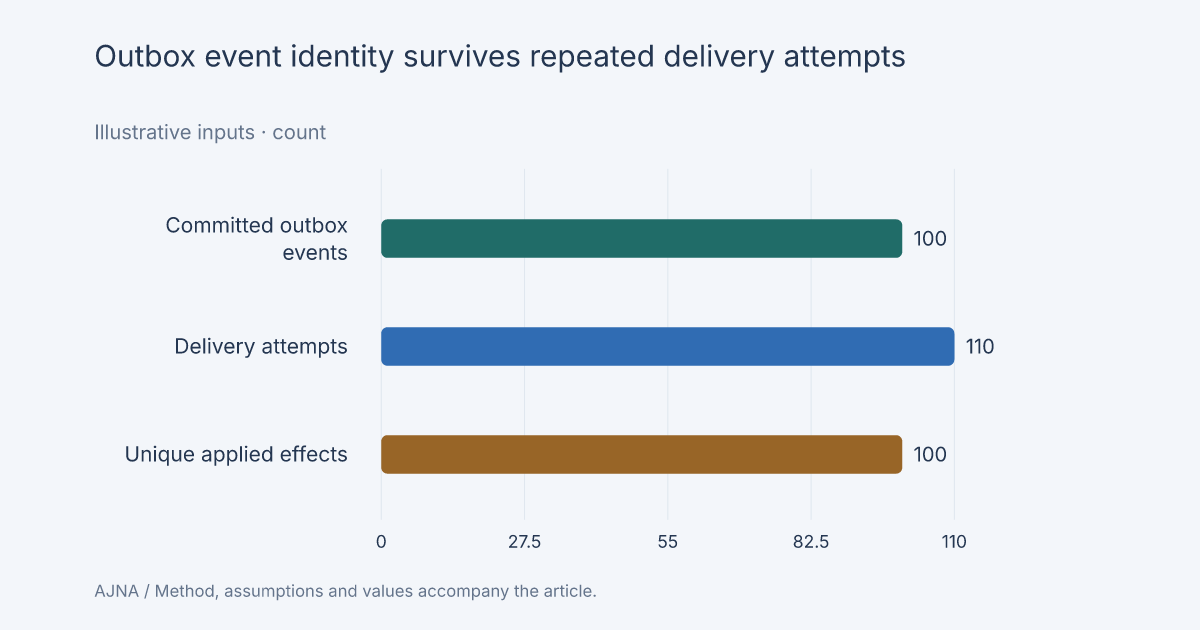 Outbox event identity survives repeated delivery attempts
Illustrative inputs · count
Committed outbox
events
100
Delivery attempts
110
Unique applied effects
100
0
27.5
55
82.5
110
AJNA / Method, assumptions and values accompany the article.